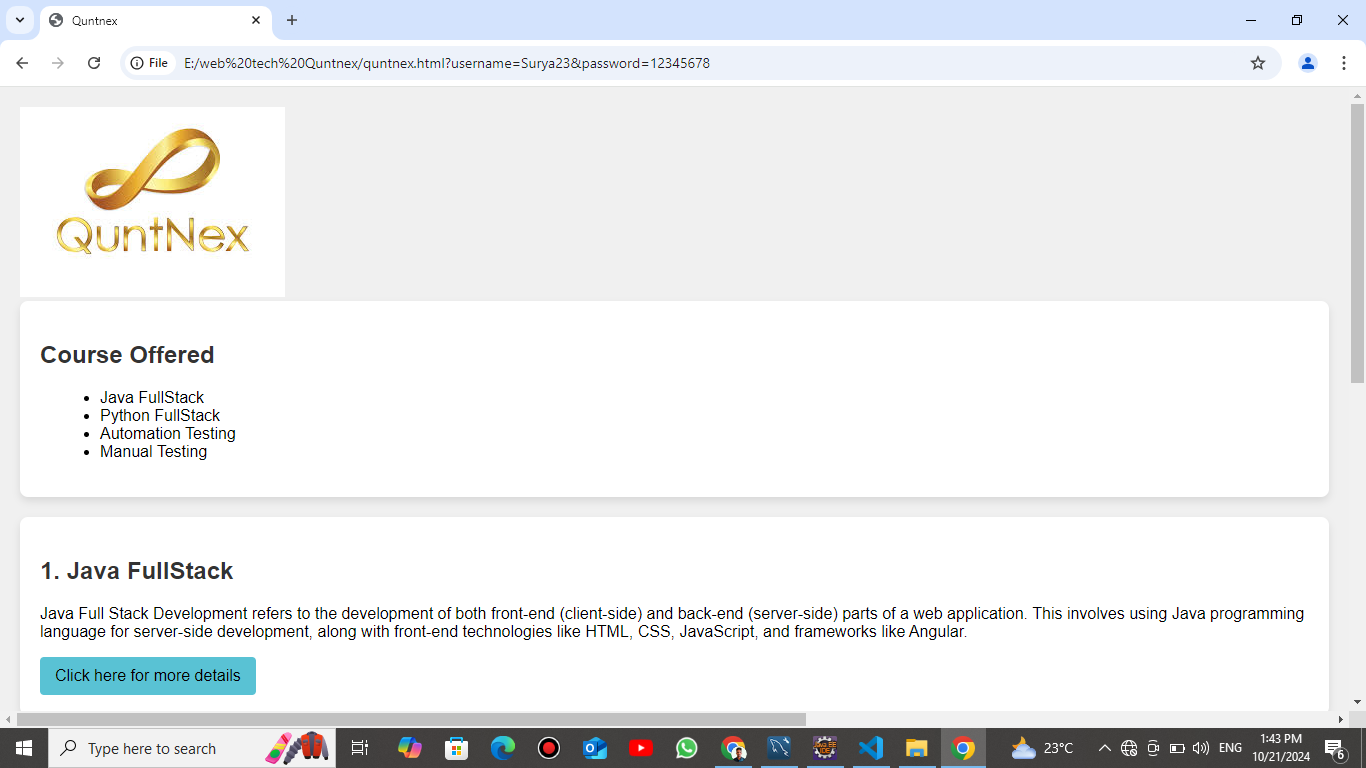 Quntnex
File
E:/web%20tech%20Quntnex/quntnex.html?username=Surya23&password=12345678
QuntNex
Course Offered
• Java FullStack
• Python FullStack
• Automation Testing
• Manual Testing
1. Java FullStack
Java Full Stack Development refers to the development of both front-end (client-side) and back-end (server-side) parts of a web application. This involves using Java programming
language for server-side development, along with front-end technologies like HTML, CSS, JavaScript, and frameworks like Angular.
Click here for more details
Type here to search
23°C
ENG
1:43 PM
10/21/2024
6